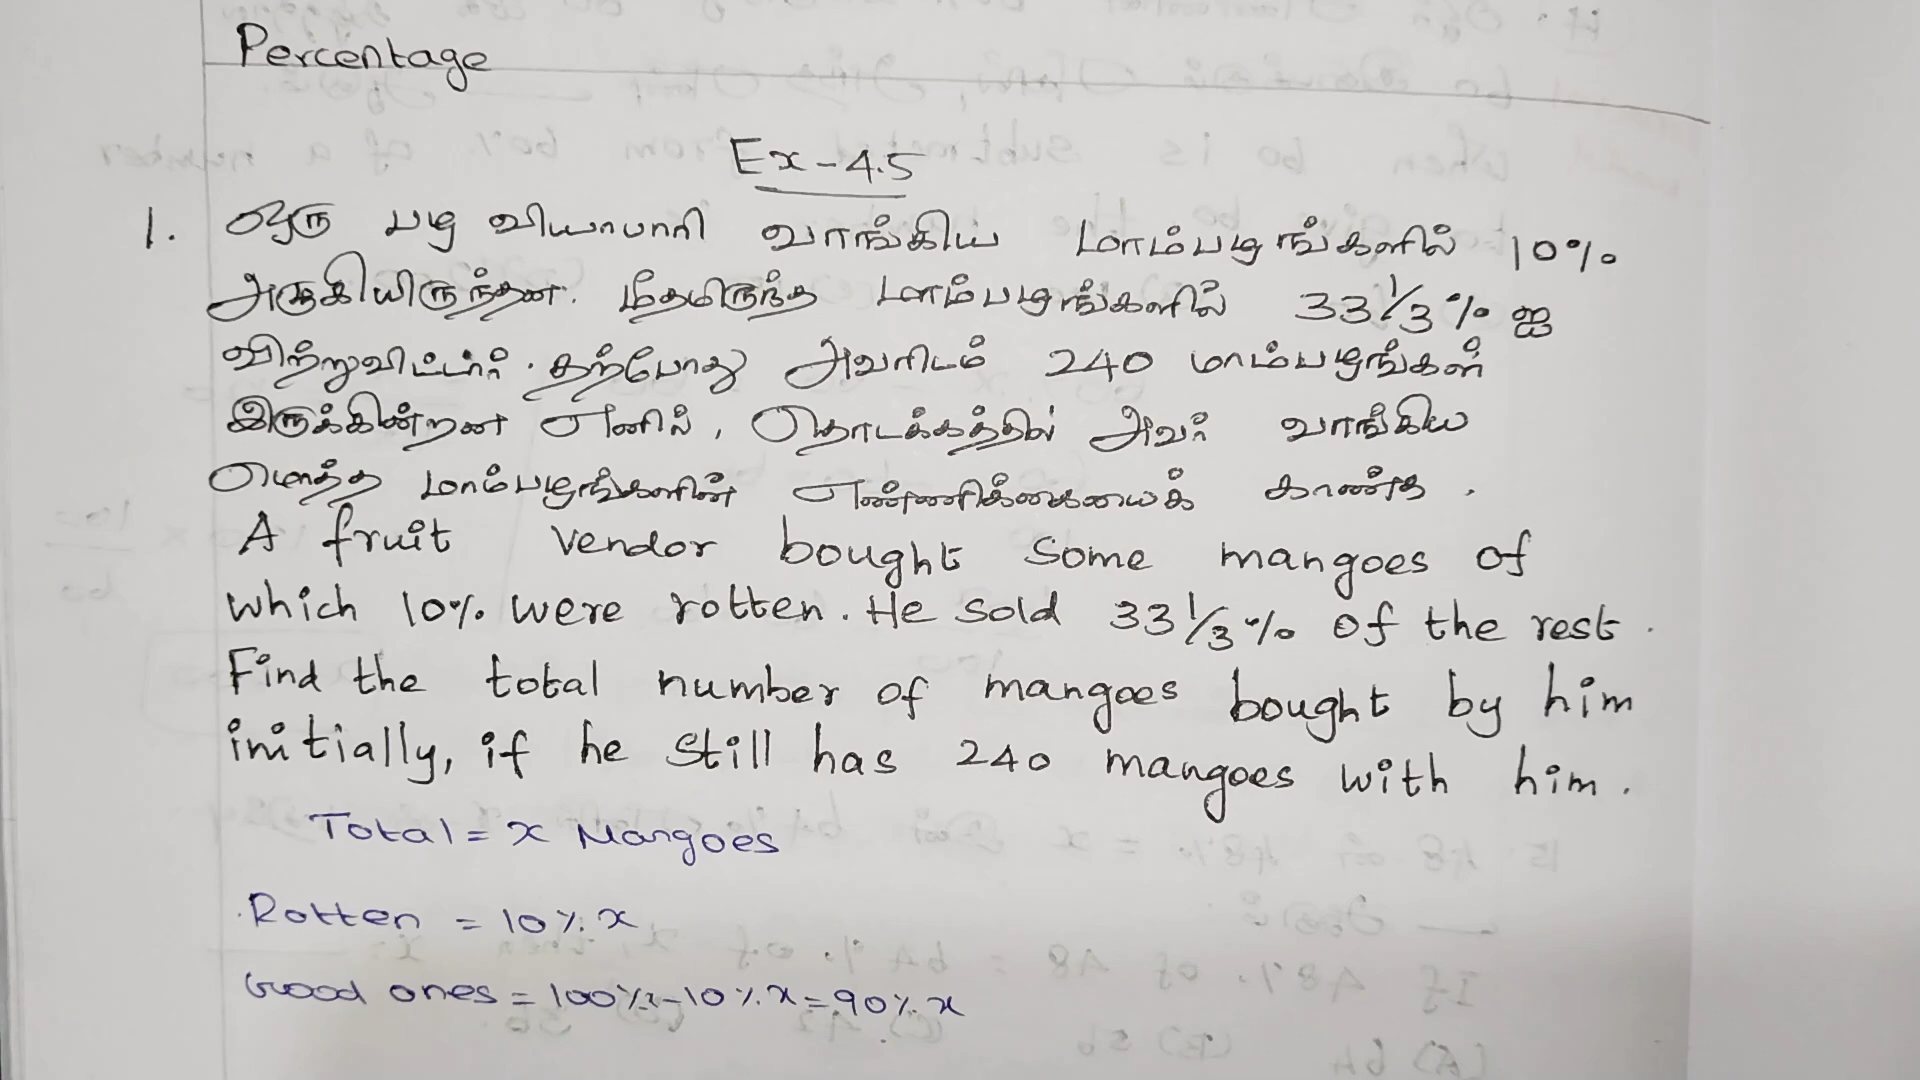 Percentage
Ex-4.5
1. ஒரு பழ வியாபாரி வாங்கிய மாம்பழங்களில் 10%
அழுகியிருந்தன. மீதமிருந்த மாம்பழங்களில் 33 1/3 % ஐ
விற்றுவிட்டார். தற்போது அவரிடம் 240 மாம்பழங்கள்
இருக்கின்றன எனில், தொடக்கத்தில் அவர் வாங்கிய
மொத்த மாம்பழங்களின் எண்ணிக்கையைக் காண்க.
A fruit vendor bought some mangoes of
which 10% were rotten. He sold 33 1/3 % of the rest.
Find the total number of mangoes bought by him
initially, if he still has 240 mangoes with him.
Total = x Mangoes
Rotten = 10% x
Good ones = 100% x - 10% x = 90% x